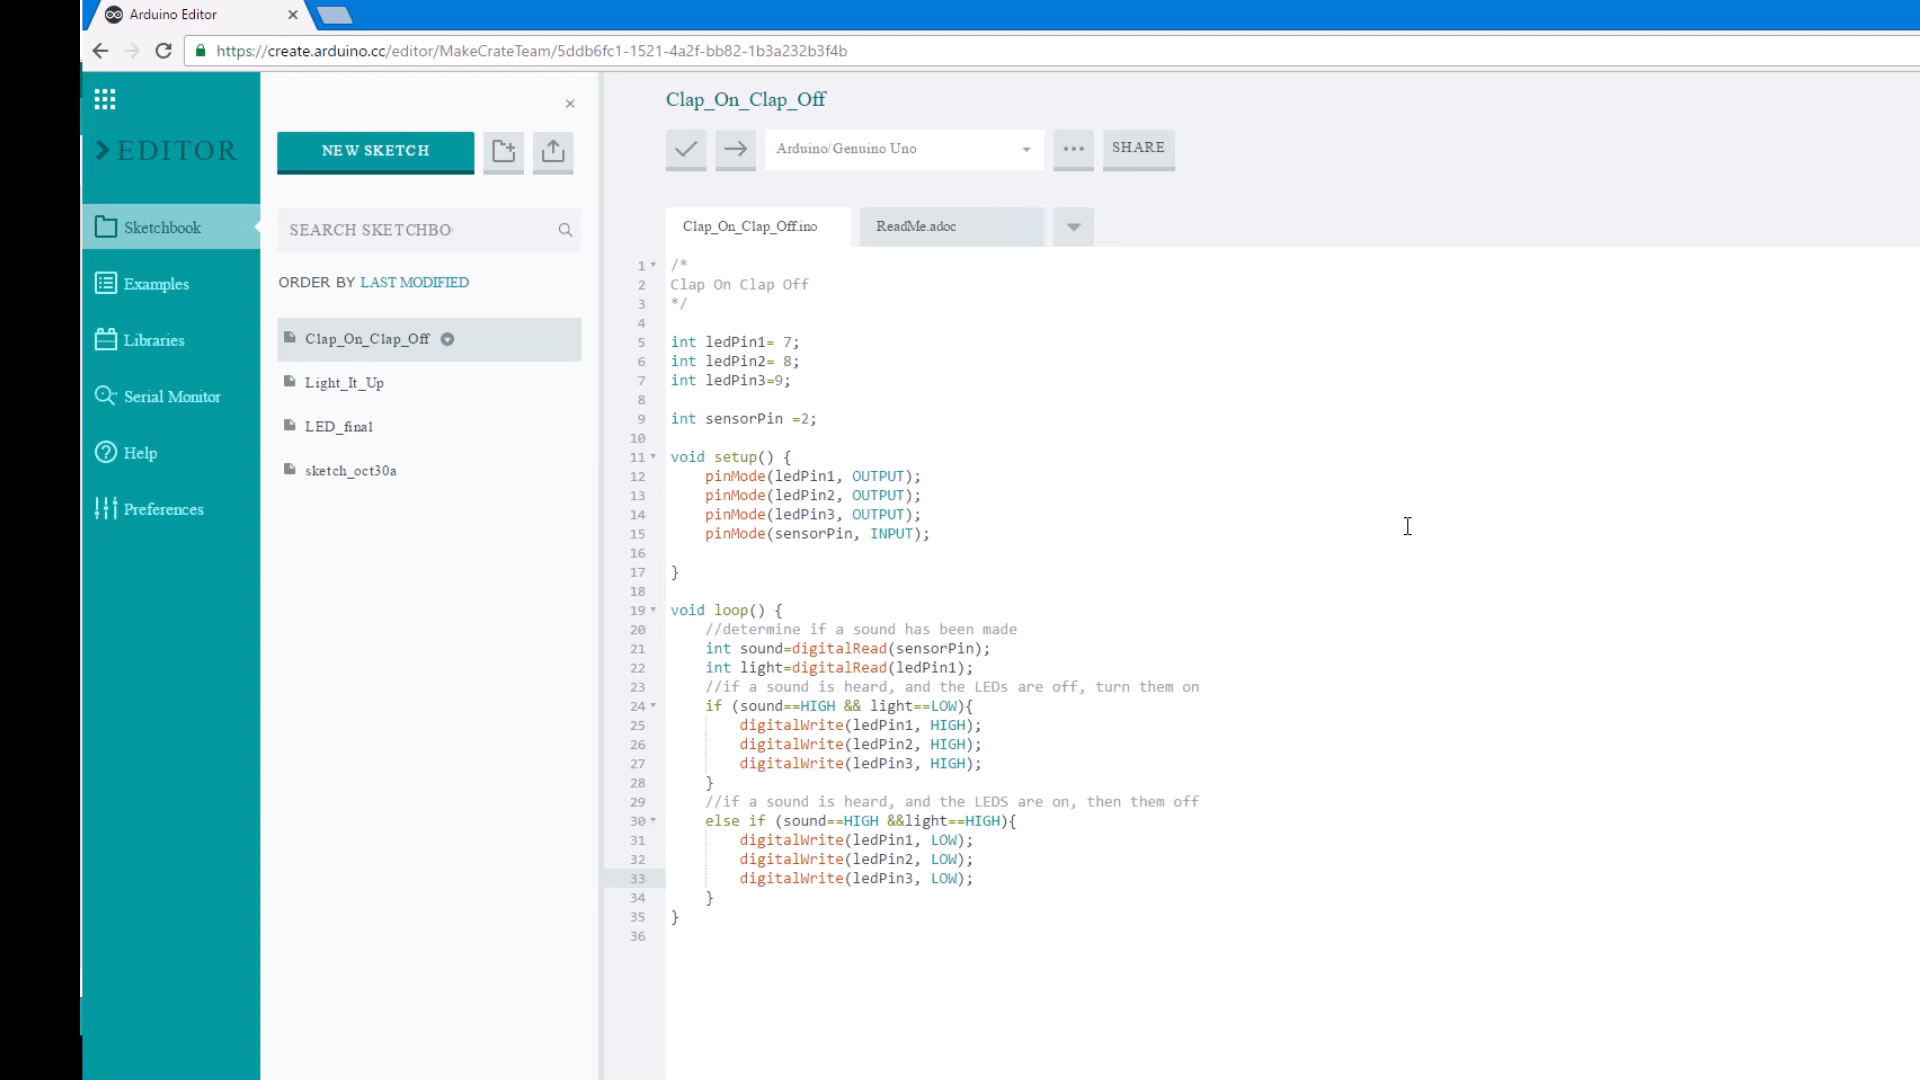 Arduino Editor
https://create.arduino.cc/editor/MakeCrateTeam/5ddb6fc1-1521-4a2f-bb82-1b3a232b3f4b
EDITOR
Sketchbook
Examples
Libraries
Serial Monitor
Help
Preferences
NEW SKETCH
SEARCH SKETCHBO
ORDER BY LAST MODIFIED
Clap_On_Clap_Off
Light_It_Up
LED_final
sketch_oct30a
Clap_On_Clap_Off
Arduino/Genuino Uno
SHARE
Clap_On_Clap_Off.ino
ReadMe.adoc
1 /*
2 Clap On Clap Off
3 */
4
5 int ledPin1= 7;
6 int ledPin2= 8;
7 int ledPin3=9;
8
9 int sensorPin =2;
10
11 void setup() {
12 pinMode(ledPin1, OUTPUT);
13 pinMode(ledPin2, OUTPUT);
14 pinMode(ledPin3, OUTPUT);
15 pinMode(sensorPin, INPUT);
16
17 }
18
19 void loop() {
20 //determine if a sound has been made
21 int sound=digitalRead(sensorPin);
22 int light=digitalRead(ledPin1);
23 //if a sound is heard, and the LEDs are off, turn them on
24 if (sound==HIGH && light==LOW){
25 digitalWrite(ledPin1, HIGH);
26 digitalWrite(ledPin2, HIGH);
27 digitalWrite(ledPin3, HIGH);
28 }
29 //if a sound is heard, and the LEDS are on, then them off
30 else if (sound==HIGH &&light==HIGH){
31 digitalWrite(ledPin1, LOW);
32 digitalWrite(ledPin2, LOW);
33 digitalWrite(ledPin3, LOW);
34 }
35 }
36